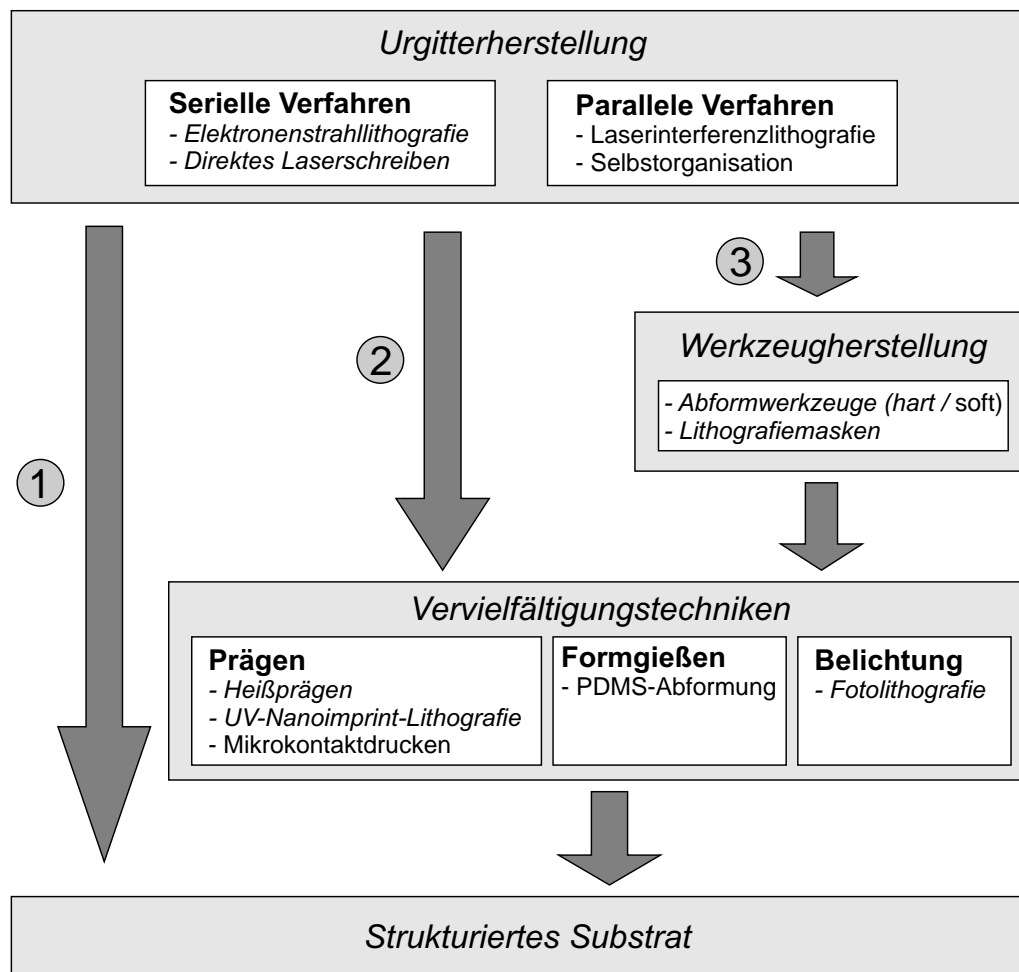 Urgitterherstellung
Serielle Verfahren
- Elektronenstrahllithografie
- Direktes Laserschreiben
Parallele Verfahren
- Laserinterferenzlithografie
- Selbstorganisation
1
2
3
Werkzeugherstellung
- Abformwerkzeuge (hart / soft)
- Lithografiemasken
Vervielfältigungstechniken
Prägen
- Heißprägen
- UV-Nanoimprint-Lithografie
- Mikrokontaktdrucken
Formgießen
- PDMS-Abformung
Belichtung
- Fotolithografie
Strukturiertes Substrat